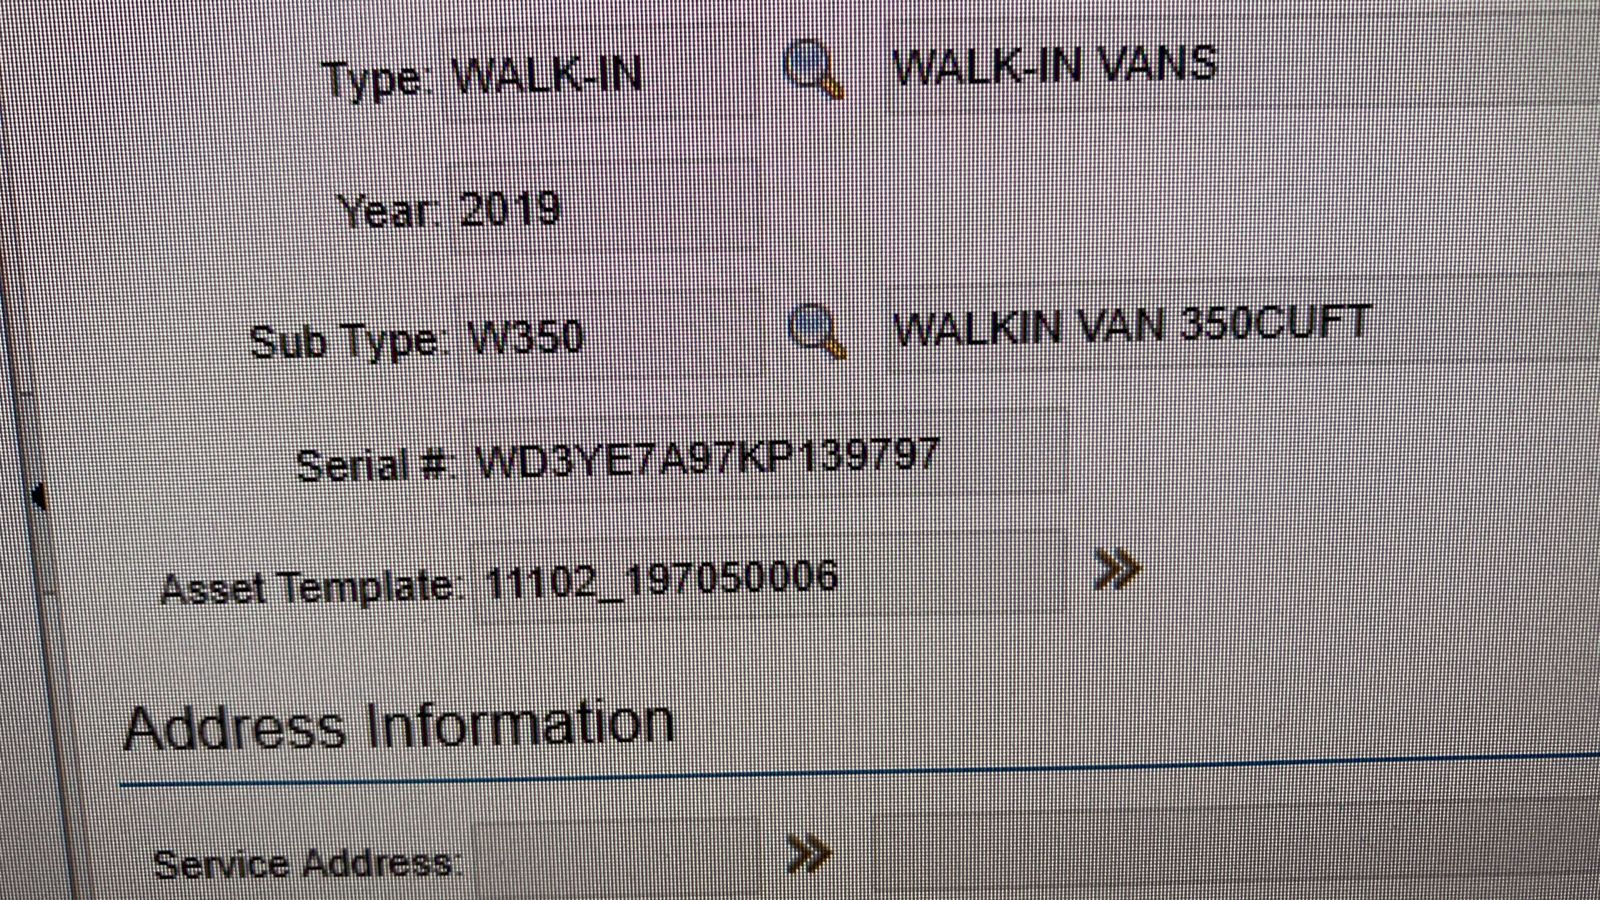 Type: WALK-IN WALK-IN VANS
Year: 2019
Sub Type: W350 WALKIN VAN 350CUFT
Serial #: WD3YE7A97KP139797
Asset Template: 11102_197050006
Address Information
Service Address: